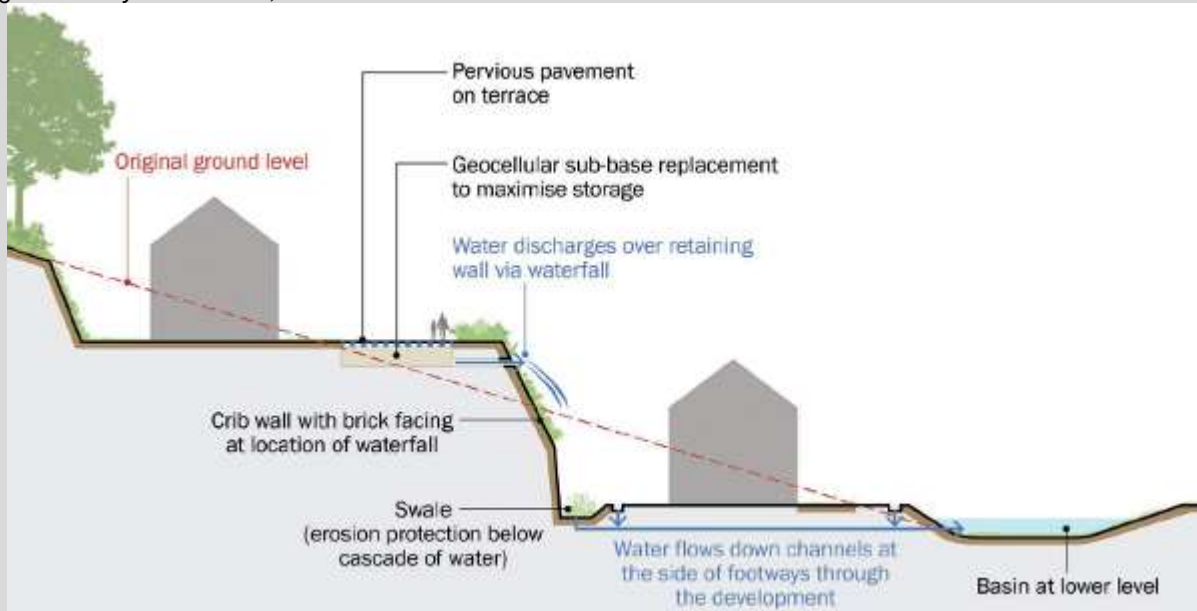 Pervious pavement
on terrace
Original ground level
Geocellular sub-base replacement
to maximise storage
Water discharges over retaining
wall via waterfall
Crib wall with brick facing
at location of waterfall
Swale
(erosion protection below
cascade of water)
Water flows down channels at
the side of footways through
the development
Basin at lower level